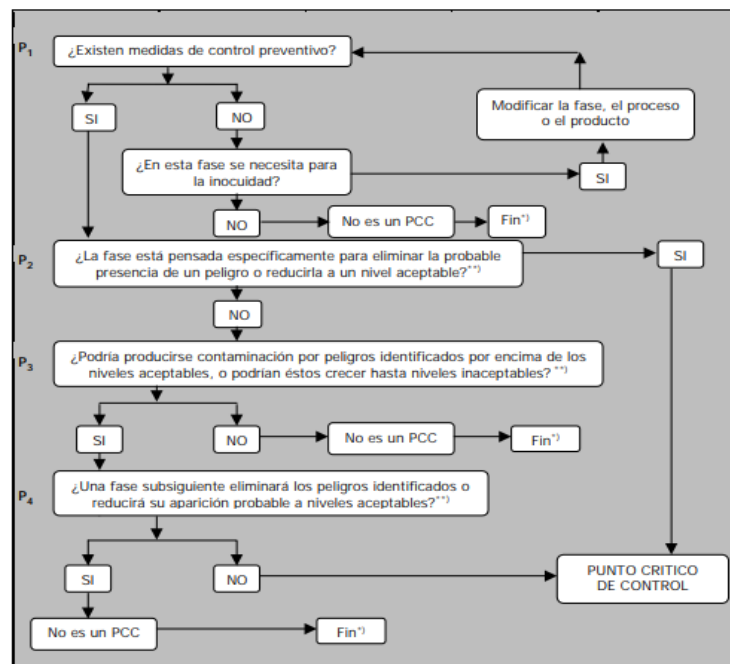 P1
¿Existen medidas de control preventivo?
SI
NO
Modificar la fase, el proceso
o el producto
¿En esta fase se necesita para
la inocuidad?
SI
NO
No es un PCC
Fin*)
P2
¿La fase está pensada específicamente para eliminar la probable
presencia de un peligro o reducirla a un nivel aceptable?**)
SI
NO
P3
¿Podría producirse contaminación por peligros identificados por encima de los
niveles aceptables, o podrían éstos crecer hasta niveles inaceptables? **)
SI
NO
No es un PCC
Fin*)
P4
¿Una fase subsiguiente eliminará los peligros identificados o
reducirá su aparición probable a niveles aceptables?**)
SI
NO
PUNTO CRITICO
DE CONTROL
No es un PCC
Fin*)